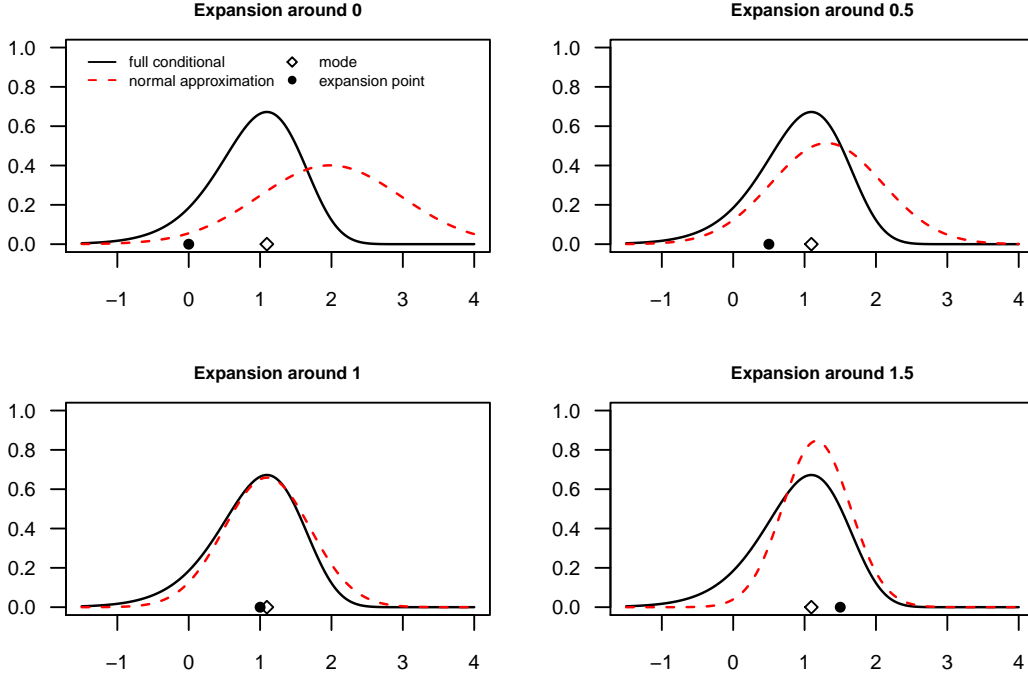 Expansion around 0
1.0
0.8
0.6
0.4
0.2
0.0
full conditional
normal approximation
mode
expansion point
−1 0 1 2 3 4
Expansion around 0.5
1.0
0.8
0.6
0.4
0.2
0.0
−1 0 1 2 3 4
Expansion around 1
1.0
0.8
0.6
0.4
0.2
0.0
−1 0 1 2 3 4
Expansion around 1.5
1.0
0.8
0.6
0.4
0.2
0.0
−1 0 1 2 3 4